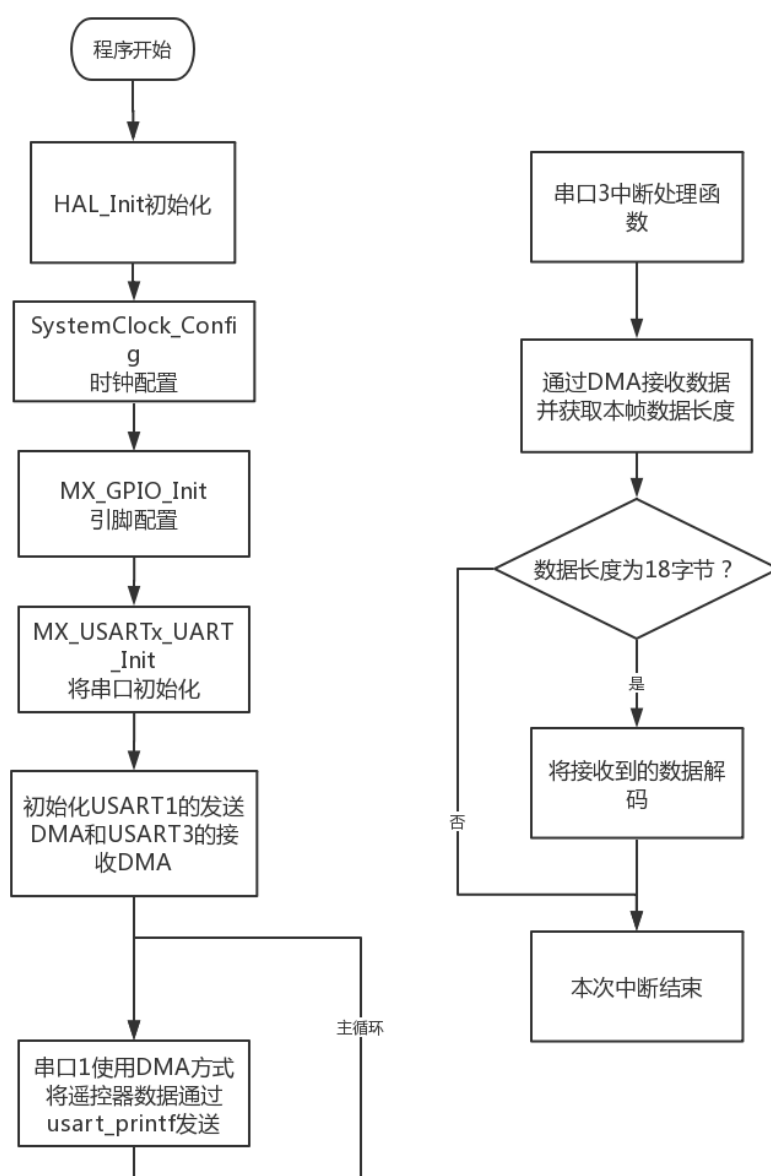 程序开始
HAL_Init初始化
SystemClock_Confi
g
时钟配置
MX_GPIO_Init
引脚配置
MX_USARTx_UART
_Init
将串口初始化
初始化USART1的发送
DMA和USART3的接
收DMA
主循环
串口1使用DMA方式
将遥控器数据通过
usart_printf发送
串口3中断处理函
数
通过DMA接收数据
并获取本帧数据长度
数据长度为18字节？
是
将接收到的数据解
码
否
本次中断结束